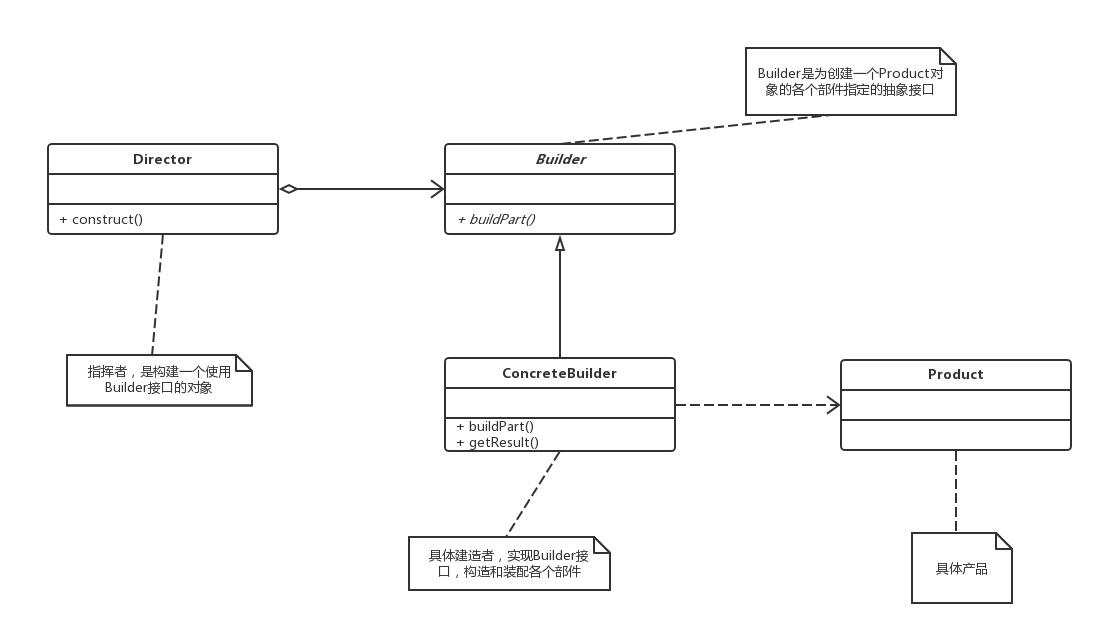 Builder是为创建一个Product对
象的各个部件指定的抽象接口
Director
+ construct()
Builder
+ buildPart()
指挥者，是构建一个使用
Builder接口的对象
ConcreteBuilder
+ buildPart()
+ getResult()
Product
具体建造者，实现Builder接
口，构造和装配各个部件
具体产品